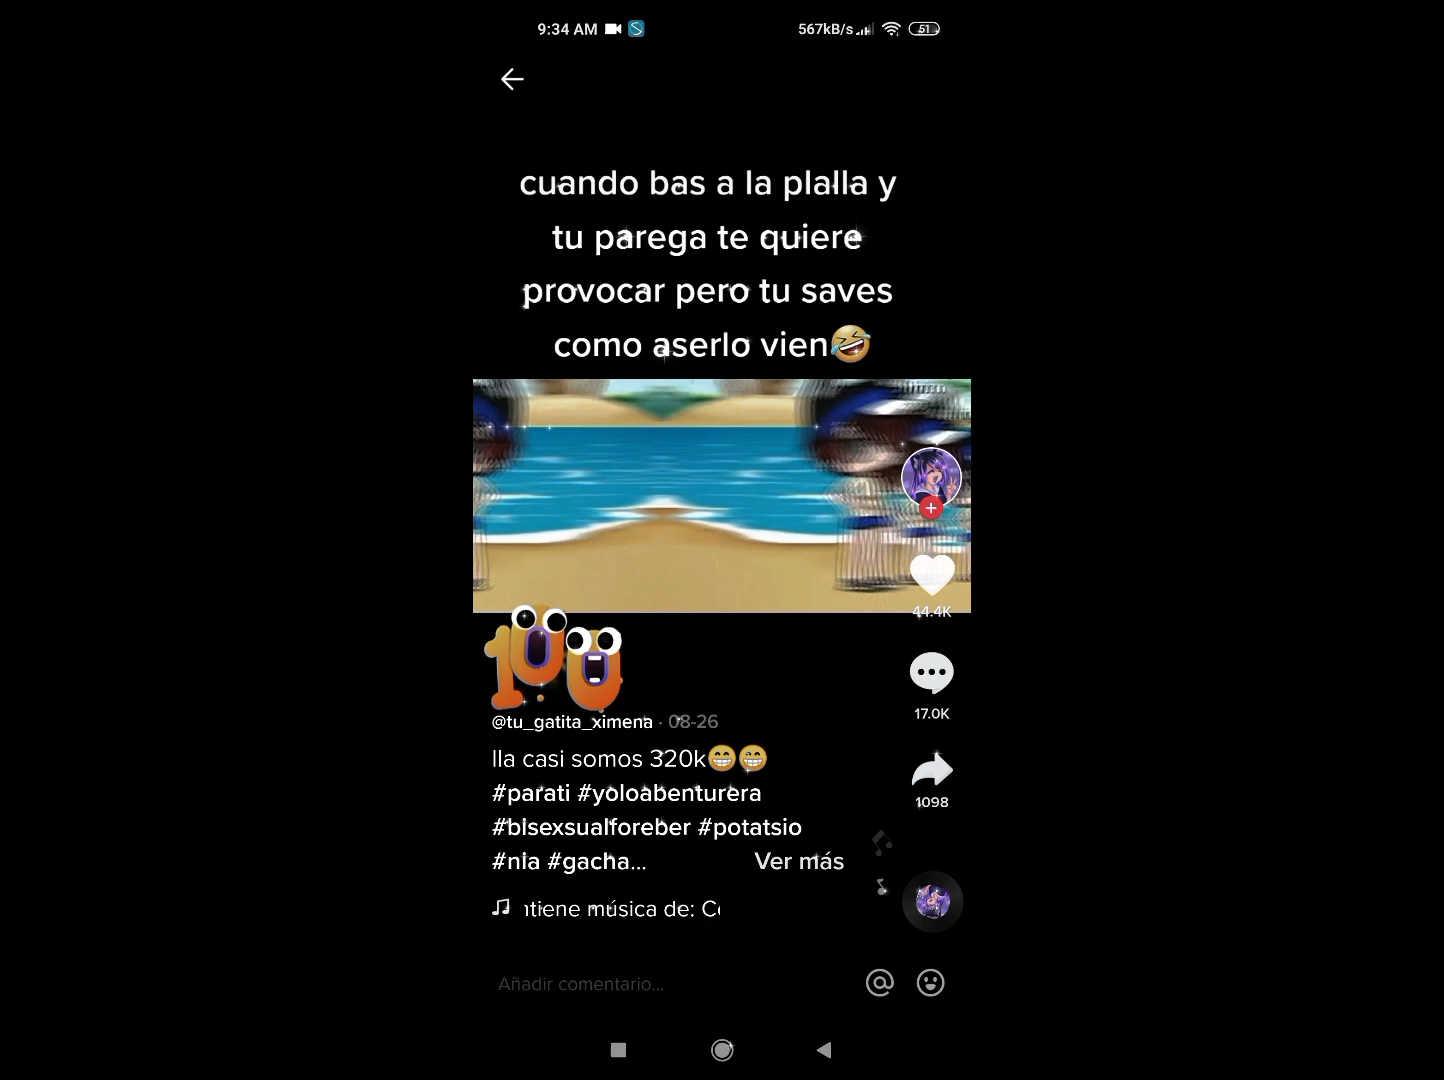 9:34 AM 567kB/s 51
cuando bas a la plalla y
tu parega te quiere
provocar pero tu saves
como aserlo vien🤣
44.4K
100
17.0K
@tu_gatita_ximena · 08-26
lla casi somos 320k😁😁
#parati #yoloabenturera
1098
#bisexsualforeber #potatsio
#nia #gacha... Ver más
ntiene música de: Co
Añadir comentario...